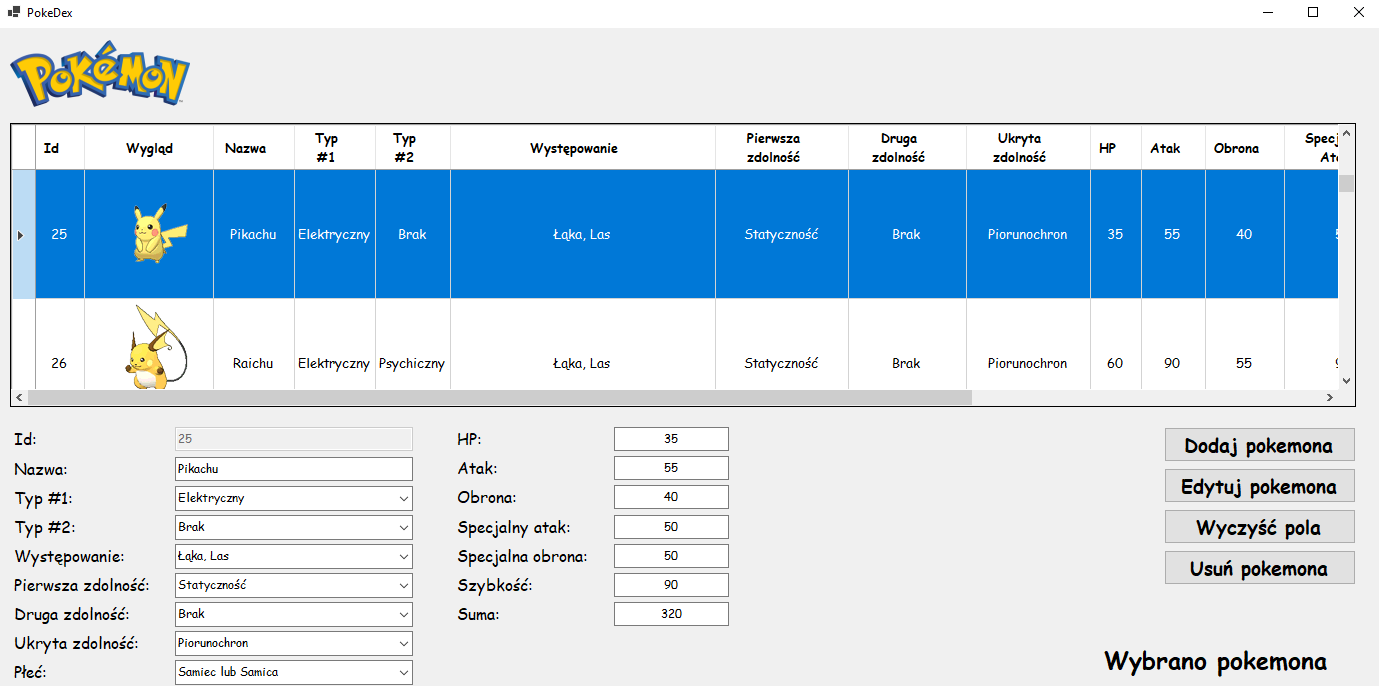 PokeDex
POKéMON
Id Wygląd Nazwa Typ #1 Typ #2 Występowanie Pierwsza zdolność Druga zdolność Ukryta zdolność HP Atak Obrona
25 Pikachu Elektryczny Brak Łąka, Las Statyczność Brak Piorunochron 35 55 40
26 Raichu Elektryczny Psychiczny Łąka, Las Statyczność Brak Piorunochron 60 90 55
Id: 25
Nazwa: Pikachu
Typ #1: Elektryczny
Typ #2: Brak
Występowanie: Łąka, Las
Pierwsza zdolność: Statyczność
Druga zdolność: Brak
Ukryta zdolność: Piorunochron
Płeć: Samiec lub Samica
HP: 35
Atak: 55
Obrona: 40
Specjalny atak: 50
Specjalna obrona: 50
Szybkość: 90
Suma: 320
Dodaj pokemona
Edytuj pokemona
Wyczyść pola
Usuń pokemona
Wybrano pokemona